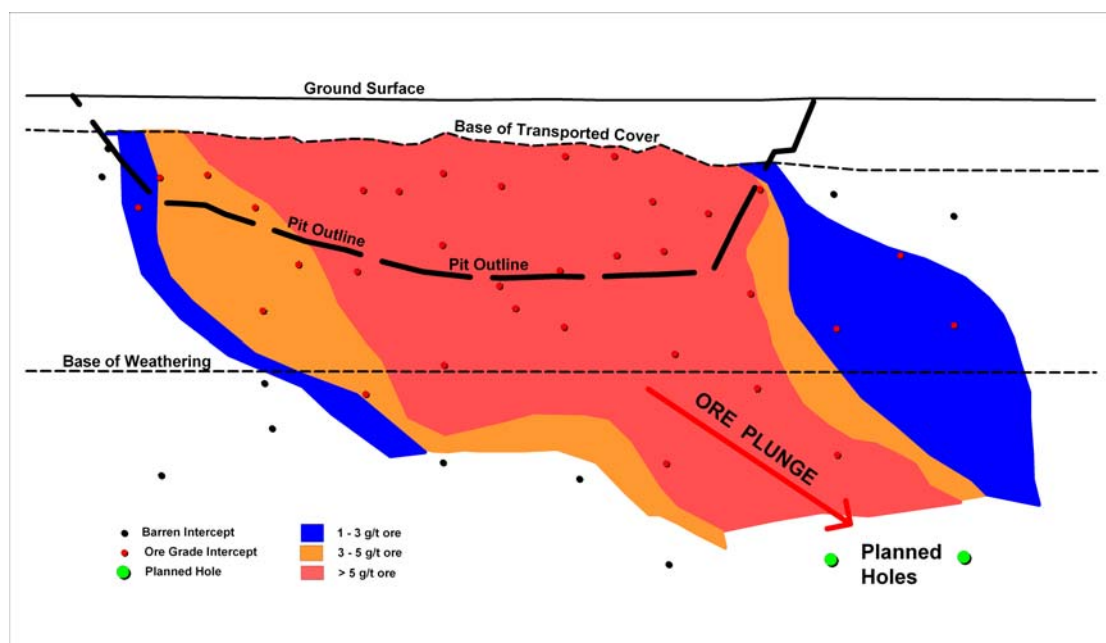 Ground Surface
Base of Transported Cover
Pit Outline
Pit Outline
Base of Weathering
ORE PLUNGE
Barren Intercept
Ore Grade Intercept
Planned Hole
1 - 3 g/t ore
3 - 5 g/t ore
> 5 g/t ore
Planned
Holes